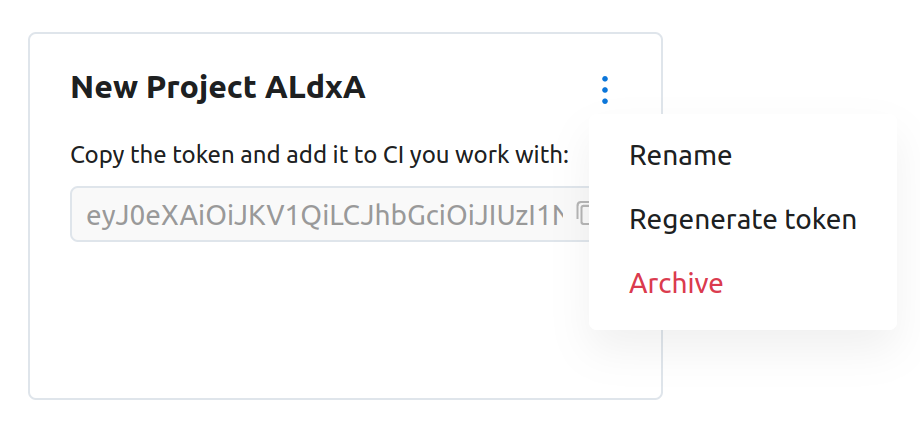 New Project ALdxA
Copy the token and add it to CI you work with:
eyJ0eXAiOiJKV1QiLCJhbGciOiJIUzI1N
Rename
Regenerate token
Archive